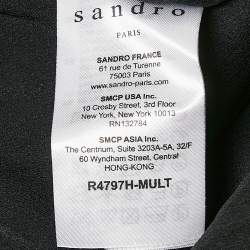 sandro
PARIS
SANDRO FRANCE
61 rue de Turenne
75003 Paris
www.sandro-paris.com
SMCP USA Inc.
10 Crosby Street, 3rd Floor
New York, New York 10013
RN132784
SMCP ASIA Inc.
The Centrum, Suite 3203A-5A, 32/F
60 Wyndham Street, Central
HONG-KONG
R4797H-MULT